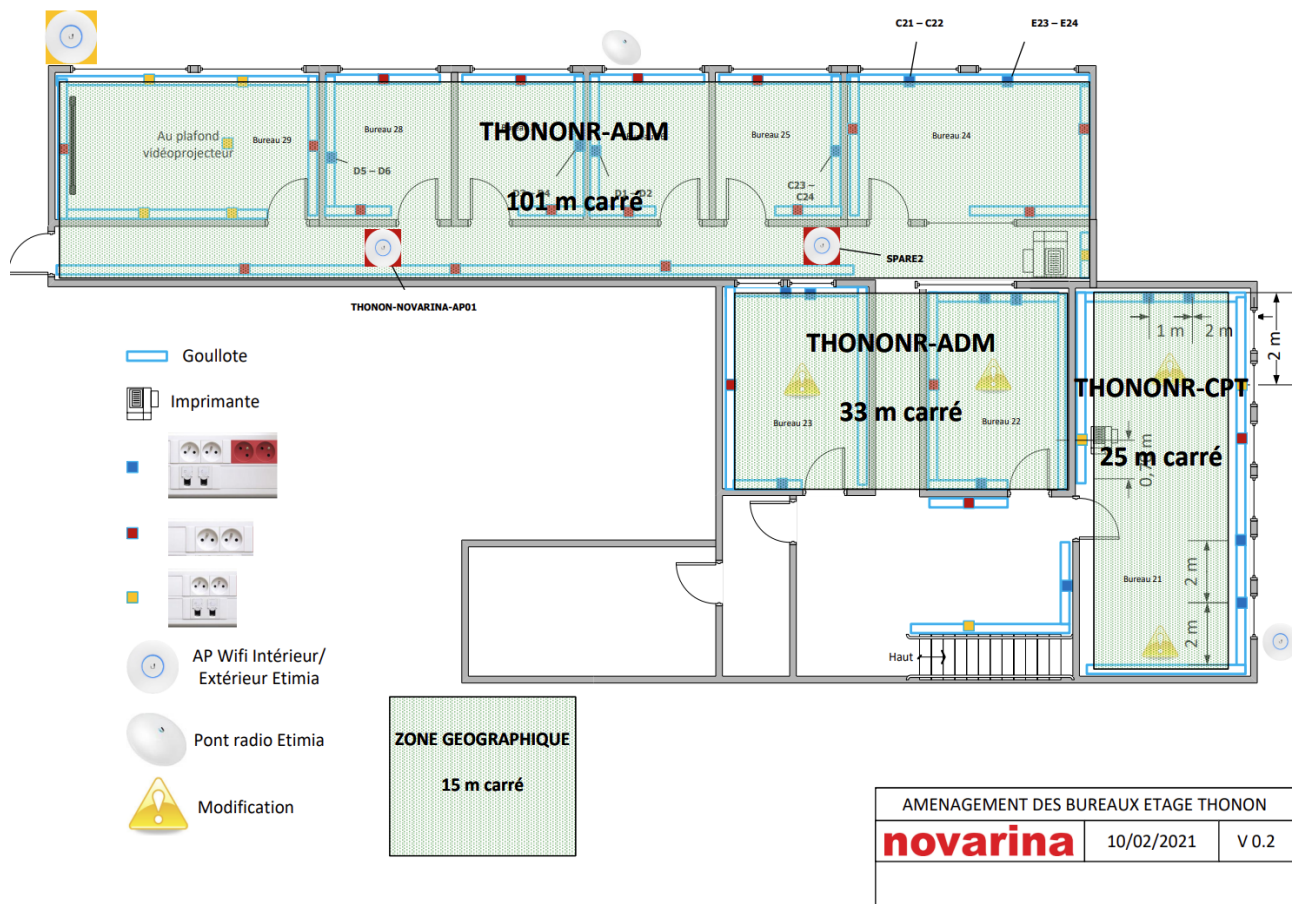 C21 – C22
E23 – E24
Au plafond
vidéoprojecteur
Bureau 29
Bureau 28
THONONR-ADM
Bureau 25
Bureau 24
D5 – D6
D1 – D2
C23 –
C24
101 m carré
SPARE2
THONON-NOVARINA-AP01
1 m
2 m
2 m
THONONR-ADM
THONONR-CPT
33 m carré
Bureau 23
Bureau 22
25 m carré
Goullote
Imprimante
Bureau 21
2 m
2 m
Haut
AP Wifi Intérieur/
Extérieur Etimia
Pont radio Etimia
Modification
ZONE GEOGRAPHIQUE
15 m carré
AMENAGEMENT DES BUREAUX ETAGE THONON
novarina
10/02/2021
V 0.2